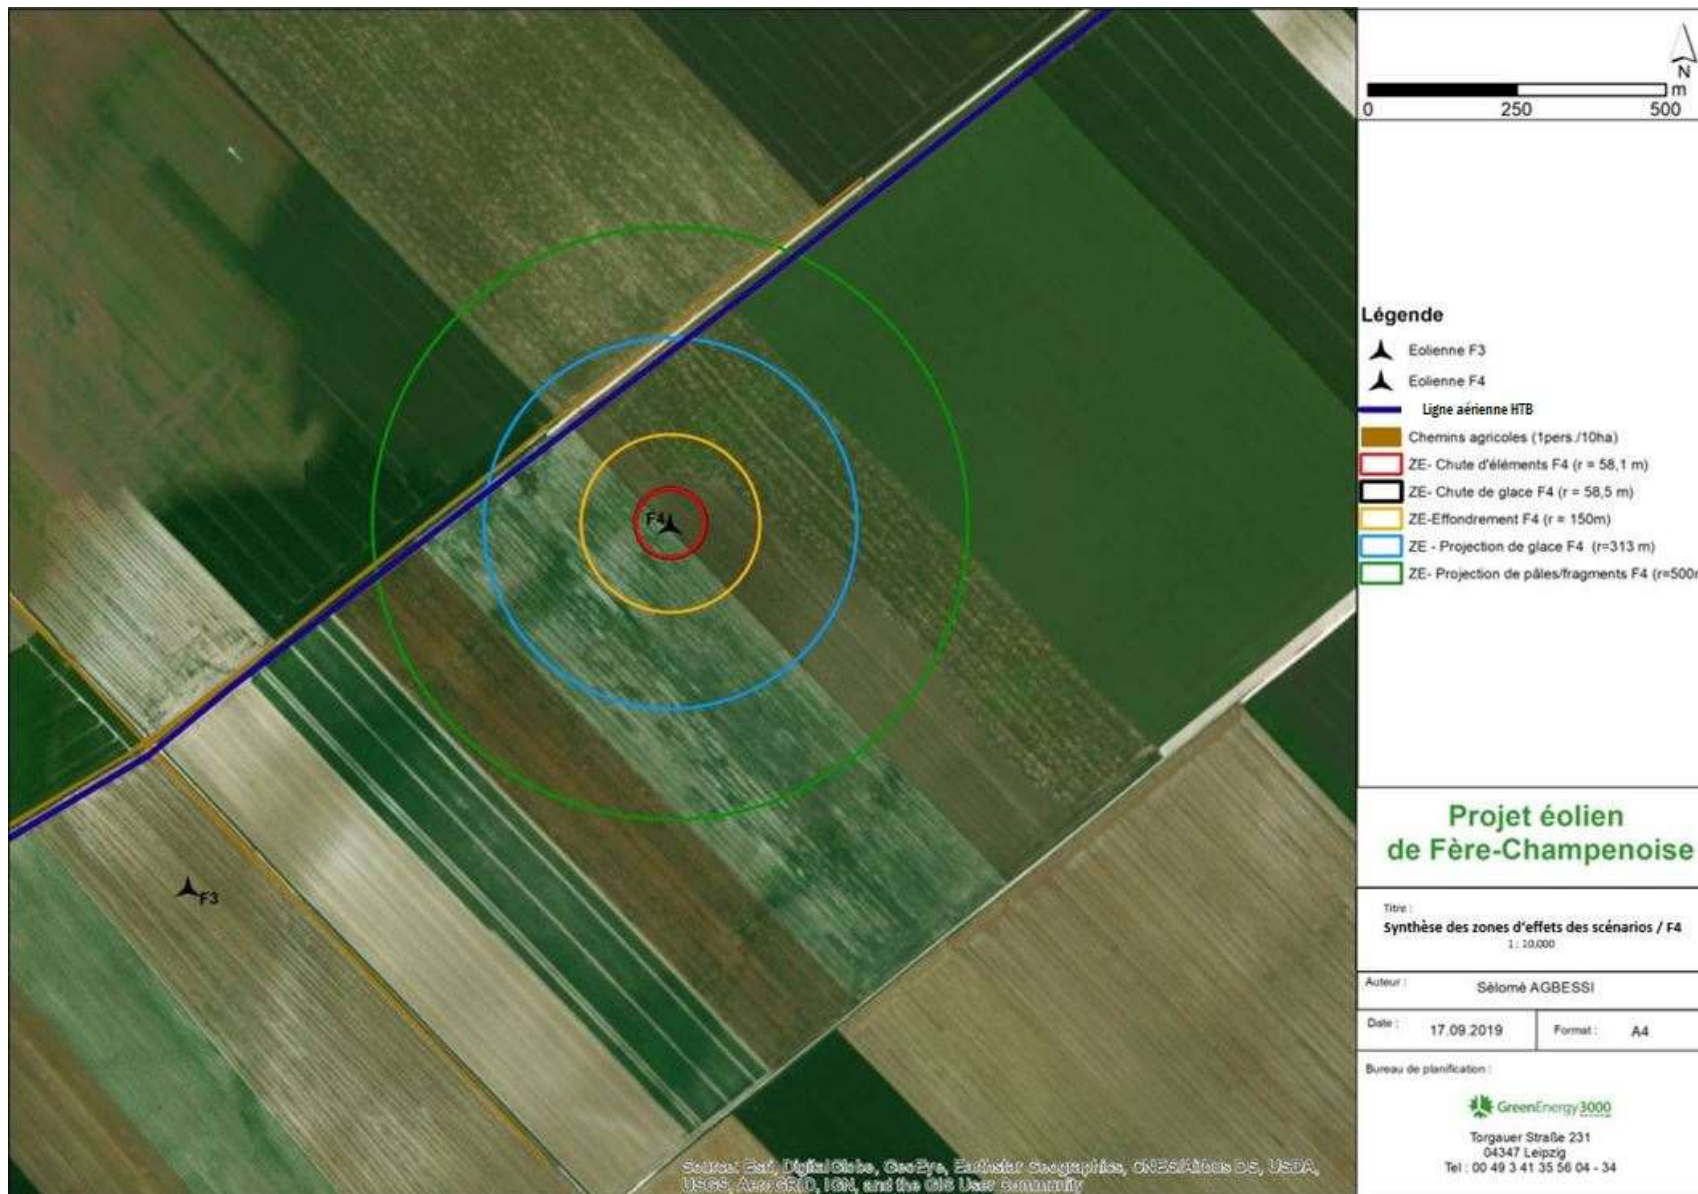 N
m
0 250 500
Légende
Eolienne F3
Eolienne F4
Ligne aérienne HTB
Chemins agricoles (1pers./10ha)
ZE- Chute d'éléments F4 (r = 58,1 m)
ZE- Chute de glace F4 (r = 58,5 m)
ZE-Effondrement F4 (r = 150m)
ZE - Projection de glace F4 (r=313 m)
ZE- Projection de pâles/fragments F4 (r=500m
F4
F3
Projet éolien
de Fère-Champenoise
Titre :
Synthèse des zones d'effets des scénarios / F4
1 : 10,000
Auteur : Sèlomè AGBESSI
Date : 17.09.2019 Format : A4
Bureau de planification :
GreenEnergy3000
Torgauer Straße 231
04347 Leipzig
Tel : 00 49 3 41 35 56 04 - 34
Source: Esri, DigitalGlobe, GeoEye, Earthstar Geographics, CNES/Airbus DS, USDA,
USGS, AeroGRID, IGN, and the GIS User Community